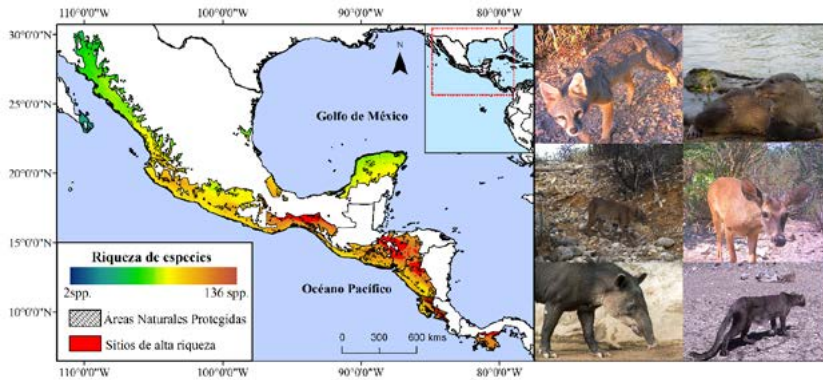 110°0'0"W 100°0'0"W 90°0'0"W 80°0'0"W
30°0'0"N
25°0'0"N
20°0'0"N
15°0'0"N
10°0'0"N
N
Golfo de México
Océano Pacífico
Riqueza de especies
2spp. 136 spp.
Áreas Naturales Protegidas
Sitios de alta riqueza
0 300 600 kms
110°0'0"W 100°0'0"W 90°0'0"W 80°0'0"W